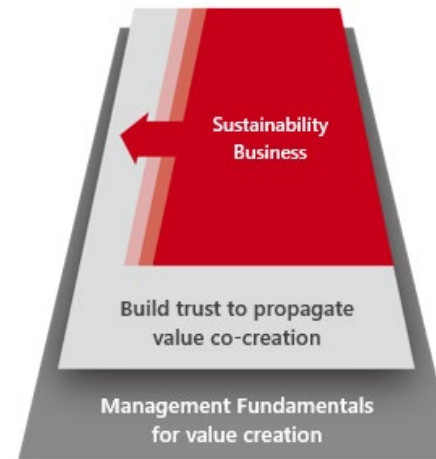 Sustainability
Business
Build trust to propagate
value co-creation
Management Fundamentals
for value creation